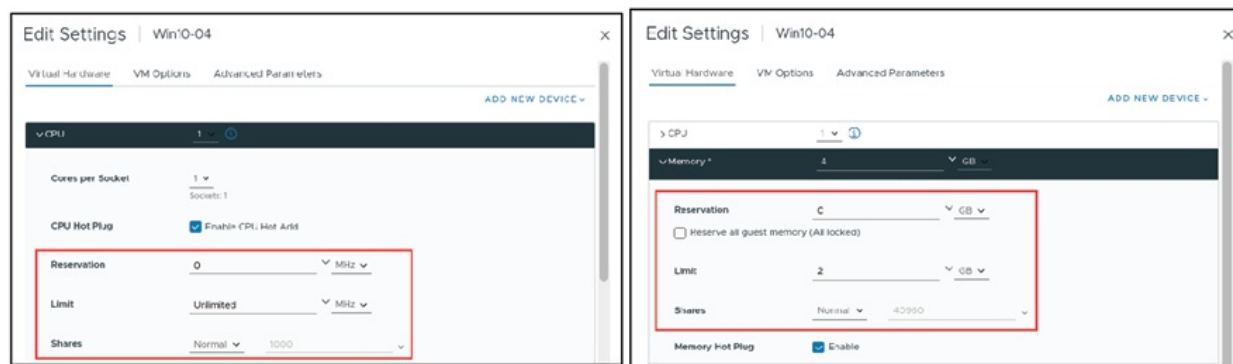 Edit Settings | Win10-04
Virtual Hardware VM Options Advanced Parameters
ADD NEW DEVICE
CPU 1
Cores per Socket 1
Sockets: 1
CPU Hot Plug Enable CPU Hot Add
Reservation 0 MHz
Limit Unlimited MHz
Shares Normal 1000
Edit Settings | Win10-04
Virtual Hardware VM Options Advanced Parameters
ADD NEW DEVICE
CPU 1
Memory * 4 GB
Reservation GB
Reserve all guest memory (All locked)
Limit 2 GB
Shares Normal 40960
Memory Hot Plug Enable